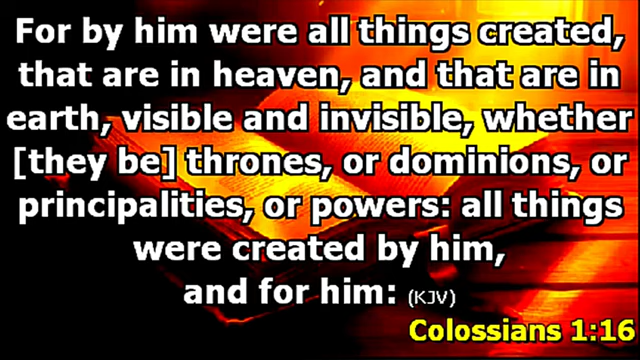 For by him were all things created,
that are in heaven, and that are in
earth, visible and invisible, whether
[they be] thrones, or dominions, or
principalities, or powers: all things
were created by him,
and for him: (KJV)
Colossians 1:16